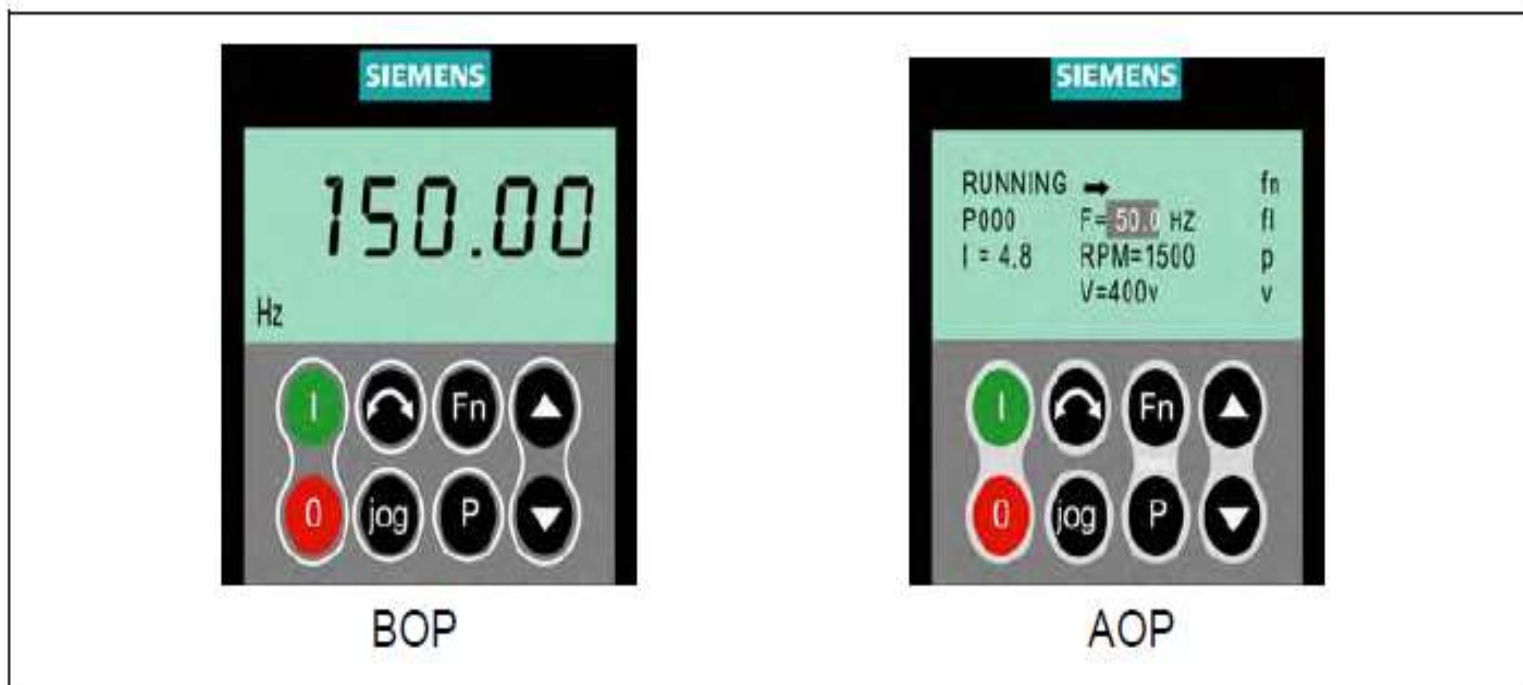 SIEMENS
150.00
Hz
I
Fn
0
jog
P
BOP
SIEMENS
RUNNING ➡ fn
P000 F= 50.0 HZ fl
I = 4.8 RPM=1500 p
V=400v v
I
Fn
0
jog
P
AOP